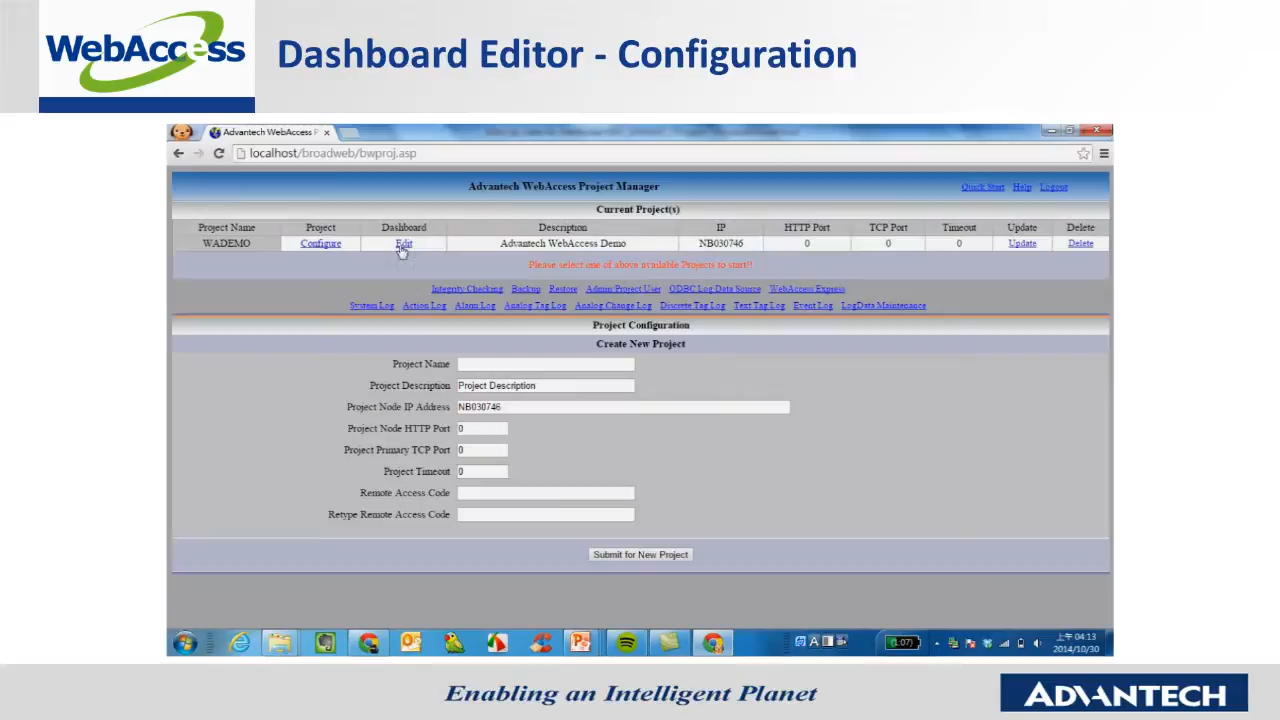 WebAccess
Dashboard Editor - Configuration
Advantech WebAccess P
localhost/broadweb/bwproj.asp
Advantech WebAccess Project Manager
Quick Start Help Logout
Current Project(s)
Project Name Project Dashboard Description IP HTTP Port TCP Port Timeout Update Delete
WADEMO Configure Edit Advantech WebAccess Demo NB030746 0 0 0 Update Delete
Please select one of above available Projects to start!!
Integrity Checking Backup Restore Admin/Project User ODBC Log Data Source WebAccess Express
System Log Action Log Alarm Log Analog Tag Log Analog Change Log Discrete Tag Log Text Tag Log Event Log LogData Maintenance
Project Configuration
Create New Project
Project Name
Project Description Project Description
Project Node IP Address NB030746
Project Node HTTP Port 0
Project Primary TCP Port 0
Project Timeout 0
Remote Access Code
Retype Remote Access Code
Submit for New Project
(1:07)
上午 04:13
2014/10/30
Enabling an Intelligent Planet
ADVANTECH